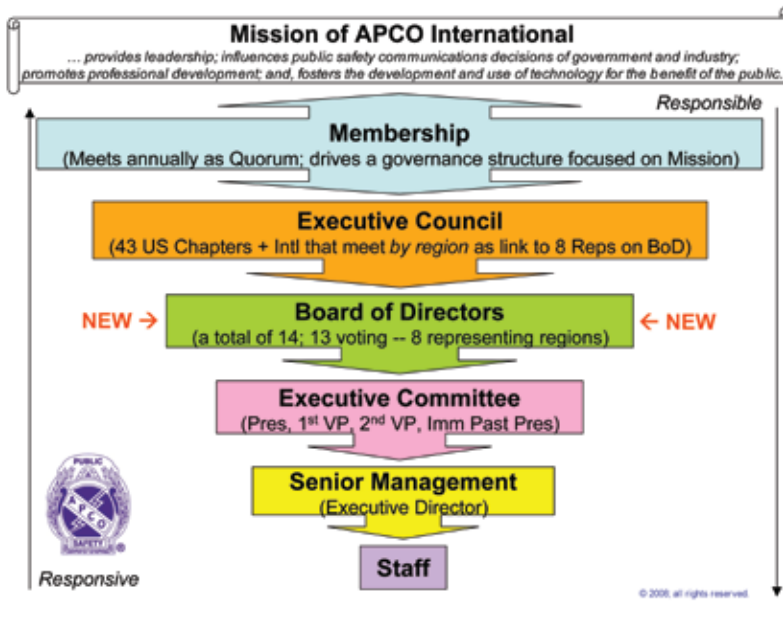 Mission of APCO International
... provides leadership; influences public safety communications decisions of government and industry;
promotes professional development; and, fosters the development and use of technology for the benefit of the public.
Responsible
Membership
(Meets annually as Quorum; drives a governance structure focused on Mission)
Executive Council
(43 US Chapters + Intl that meet by region as link to 8 Reps on BoD)
NEW →
Board of Directors
(a total of 14; 13 voting -- 8 representing regions)
← NEW
Executive Committee
(Pres, 1st VP, 2nd VP, Imm Past Pres)
Senior Management
(Executive Director)
PUBLIC
APCO
SAFETY
®
Staff
Responsive
© 2008, all rights reserved.